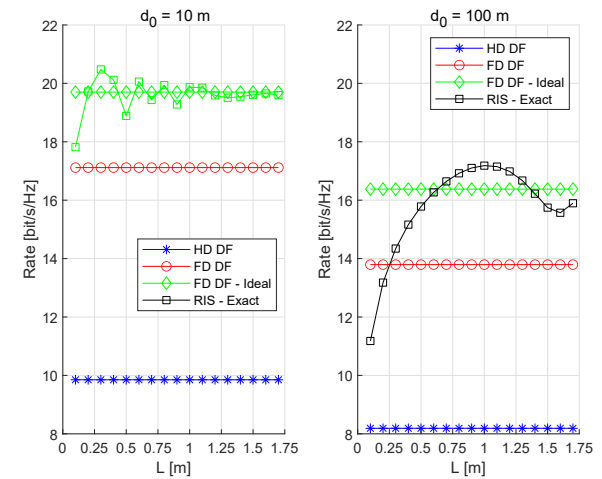 d0 = 10 m
22
20
18
16
14
12
10
8
Rate [bit/s/Hz]
HD DF
FD DF
FD DF - Ideal
RIS - Exact
0 0.25 0.5 0.75 1 1.25 1.5 1.75
L [m]
d0 = 100 m
22
20
18
16
14
12
10
8
Rate [bit/s/Hz]
HD DF
FD DF
FD DF - Ideal
RIS - Exact
0 0.25 0.5 0.75 1 1.25 1.5 1.75
L [m]